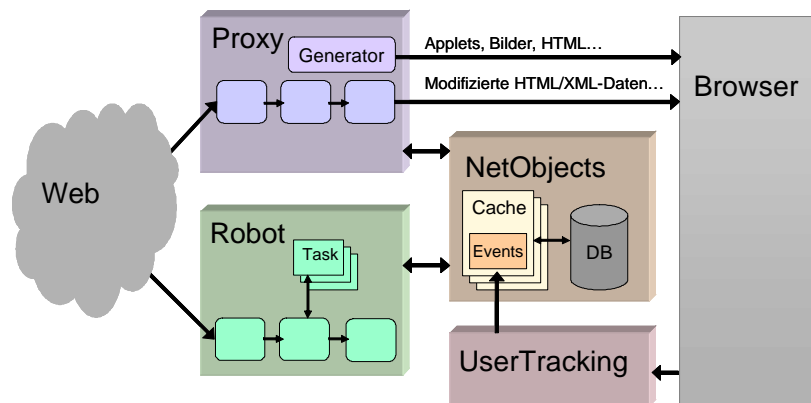 Proxy
Generator
Applets, Bilder, HTML…
Modifizierte HTML/XML-Daten…
Browser
Web
NetObjects
Cache
Events
DB
Robot
Task
UserTracking